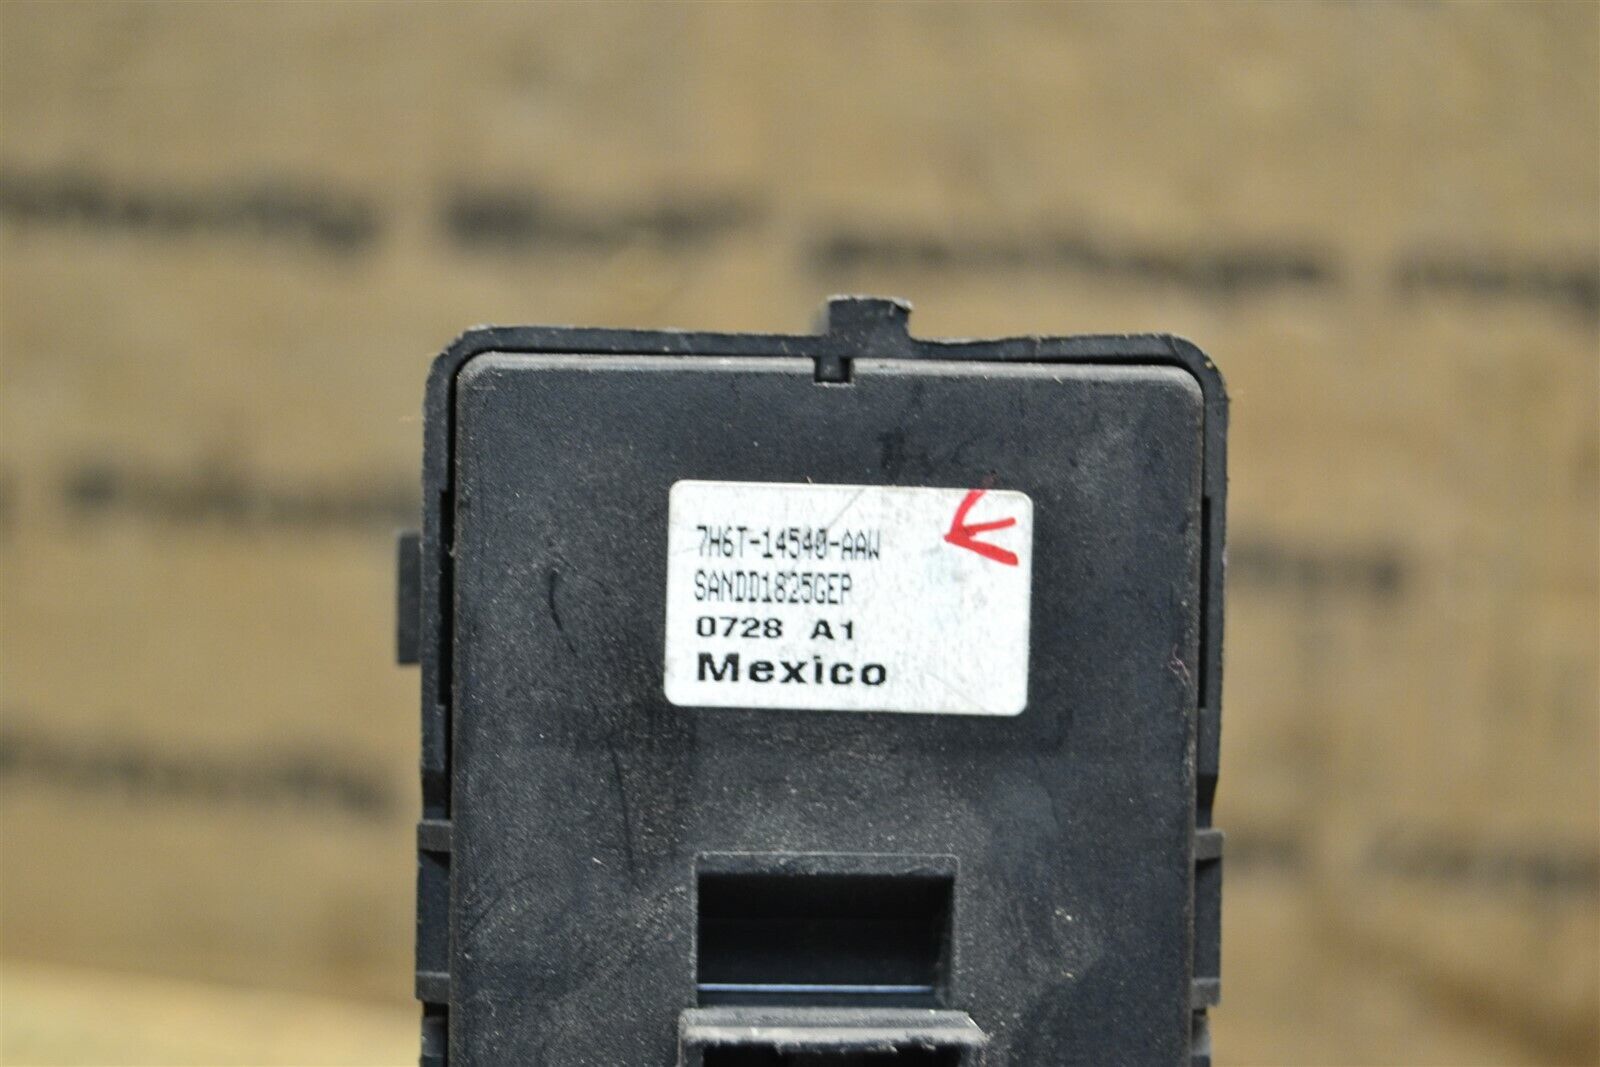 7H6T-14540-AAW
SANDD1825GEP
0728 A1
Mexico